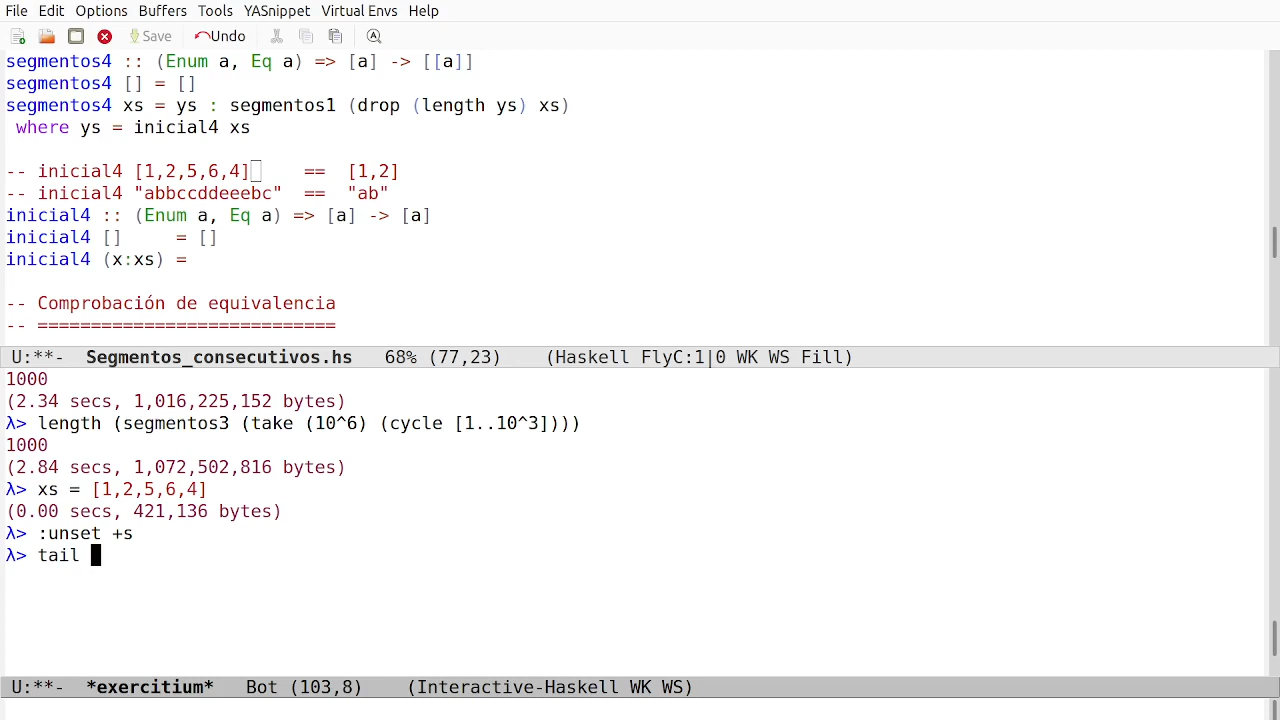 File Edit Options Buffers Tools YASnippet Virtual Envs Help
Save Undo
segmentos4 :: (Enum a, Eq a) => [a] -> [[a]]
segmentos4 [] = []
segmentos4 xs = ys : segmentos1 (drop (length ys) xs)
 where ys = inicial4 xs
-- inicial4 [1,2,5,6,4]     ==  [1,2]
-- inicial4 "abbccddeeebc"  ==  "ab"
inicial4 :: (Enum a, Eq a) => [a] -> [a]
inicial4 []     = []
inicial4 (x:xs) =
-- Comprobación de equivalencia
-- ============================
U:**-  Segmentos_consecutivos.hs   68% (77,23)    (Haskell FlyC:1|0 WK WS Fill)
1000
(2.34 secs, 1,016,225,152 bytes)
λ> length (segmentos3 (take (10^6) (cycle [1..10^3])))
1000
(2.84 secs, 1,072,502,816 bytes)
λ> xs = [1,2,5,6,4]
(0.00 secs, 421,136 bytes)
λ> :unset +s
λ> tail
U:**-  *exercitium*   Bot (103,8)    (Interactive-Haskell WK WS)